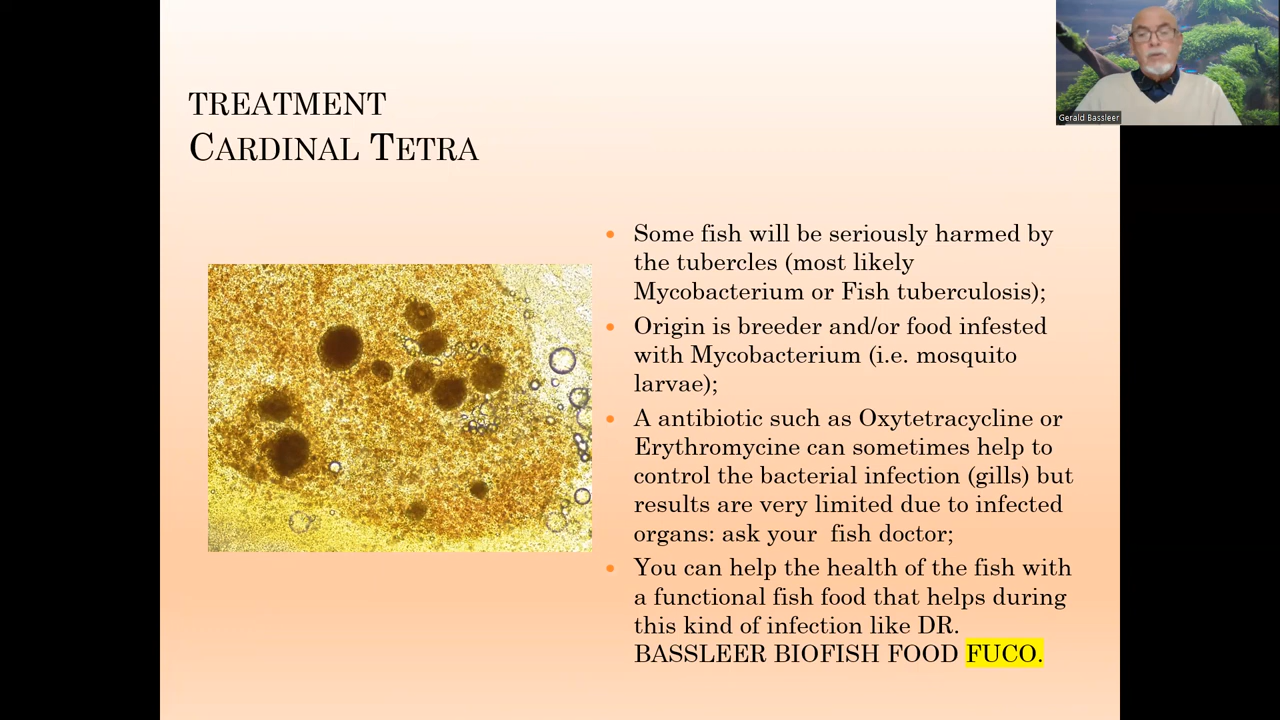 TREATMENT
CARDINAL TETRA
Gerald Bassleer
Some fish will be seriously harmed by
the tubercles (most likely
Mycobacterium or Fish tuberculosis);
Origin is breeder and/or food infested
with Mycobacterium (i.e. mosquito
larvae);
A antibiotic such as Oxytetracycline or
Erythromycine can sometimes help to
control the bacterial infection (gills) but
results are very limited due to infected
organs: ask your  fish doctor;
You can help the health of the fish with
a functional fish food that helps during
this kind of infection like DR.
BASSLEER BIOFISH FOOD FUCO.